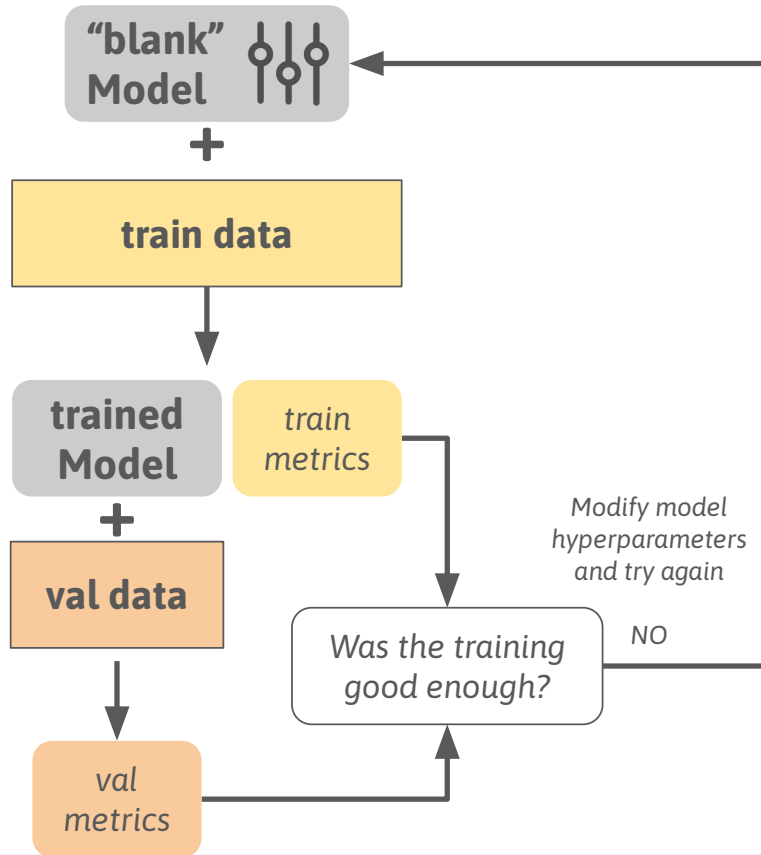 “blank”
Model
+
train data
trained
Model
train
metrics
+
val data
Modify model
hyperparameters
and try again
Was the training
good enough?
NO
val
metrics